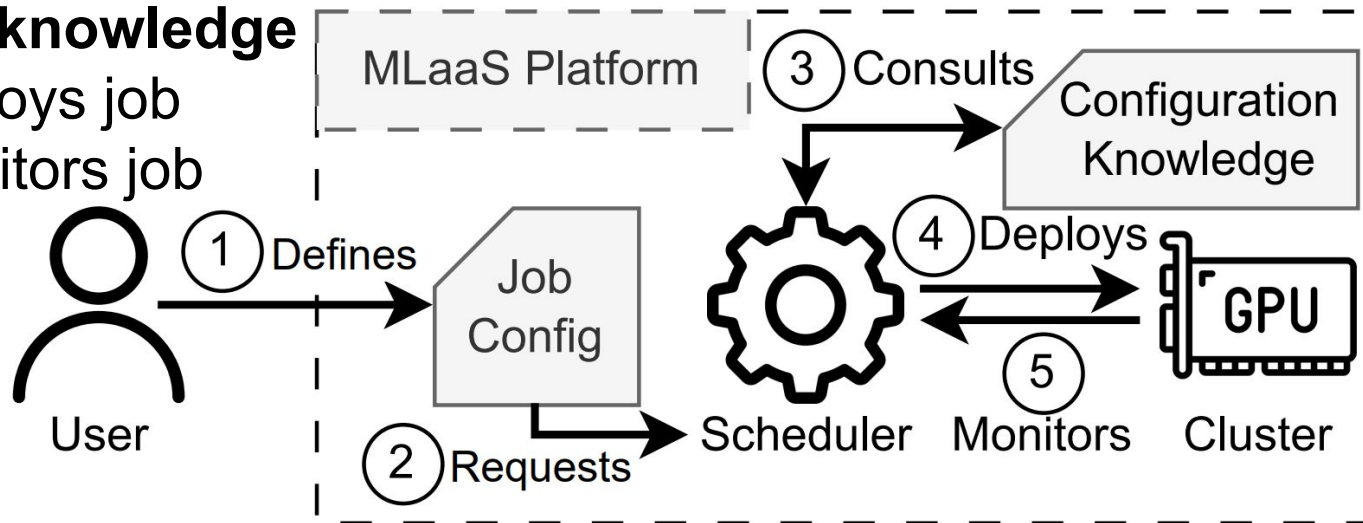 knowledge
oys job
itors job
MLaaS Platform
3 Consults
Configuration
Knowledge
1 Defines
Job
Config
4 Deploys
GPU
5
User
2 Requests
Scheduler
Monitors
Cluster